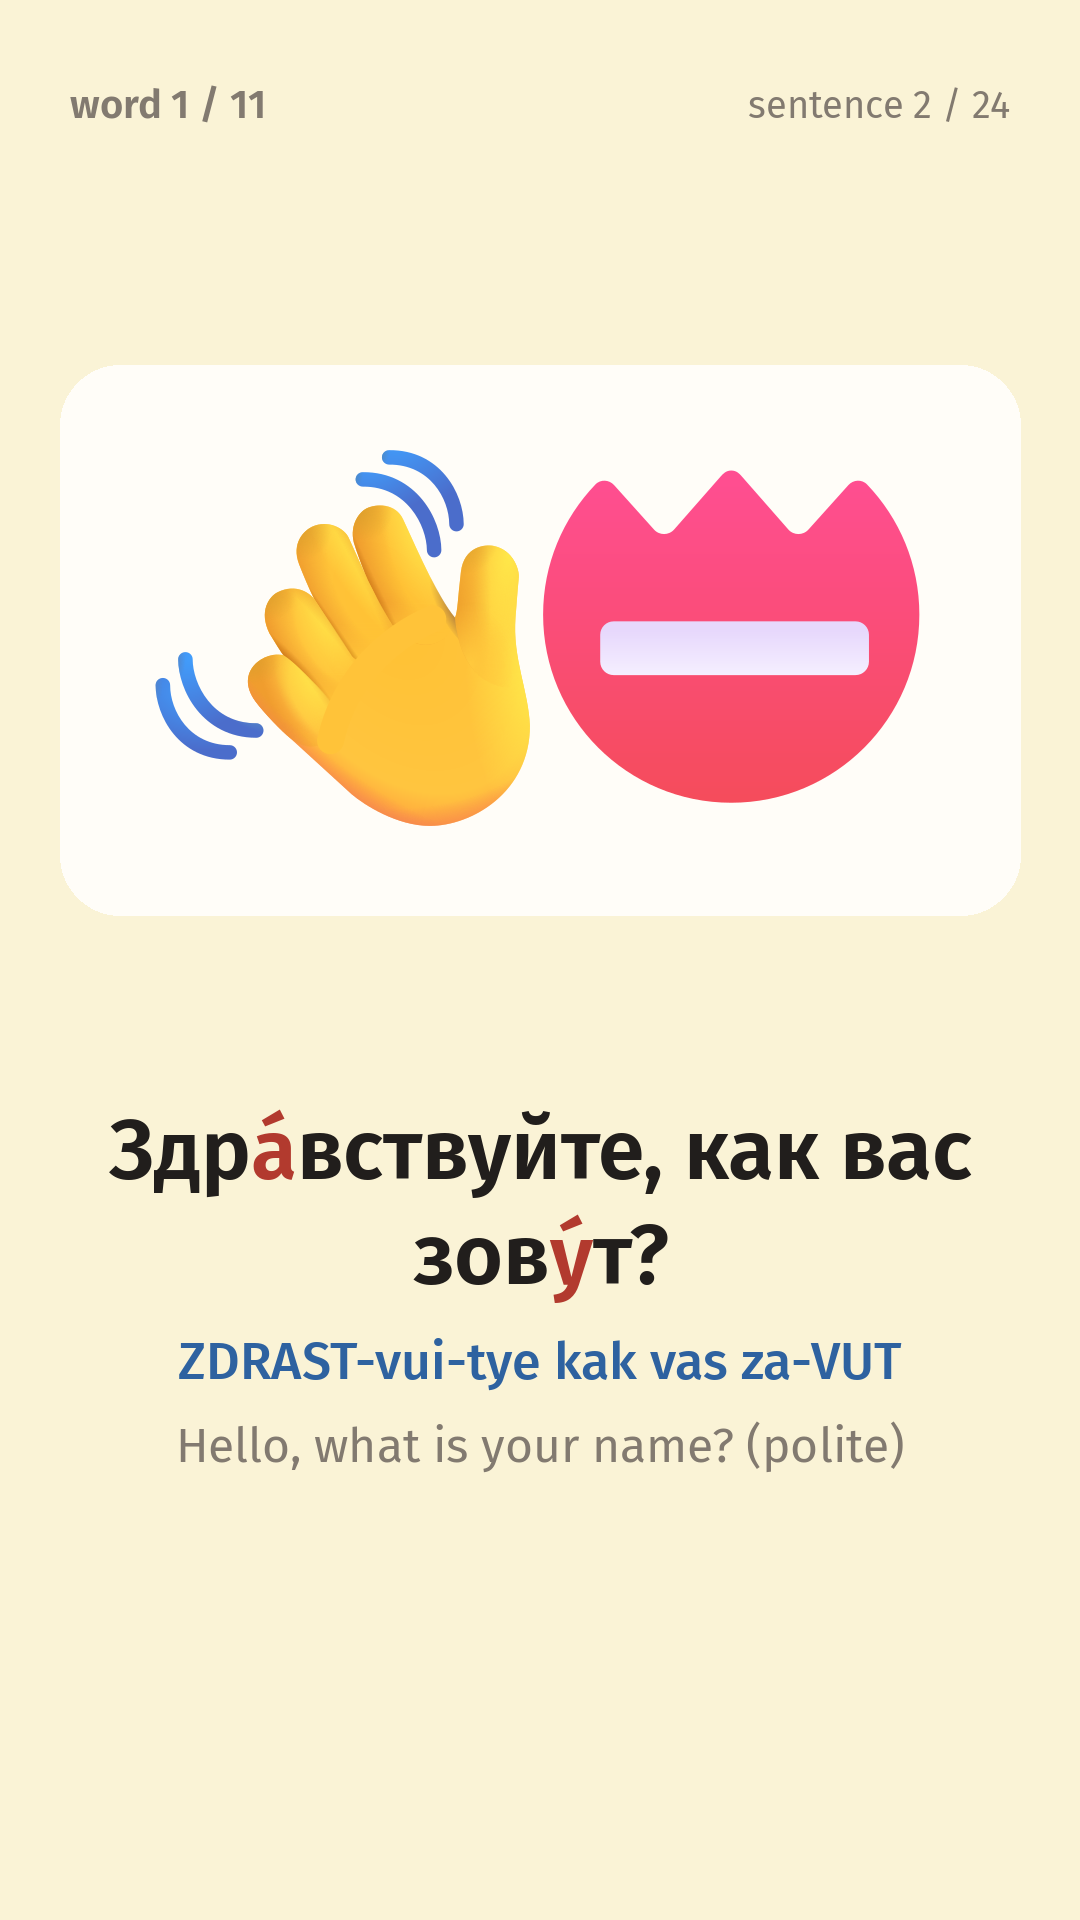 word 1 / 11
sentence 2 / 24
Здра́вствуйте, как вас
зову́т?
ZDRAST-vui-tye kak vas za-VUT
Hello, what is your name? (polite)